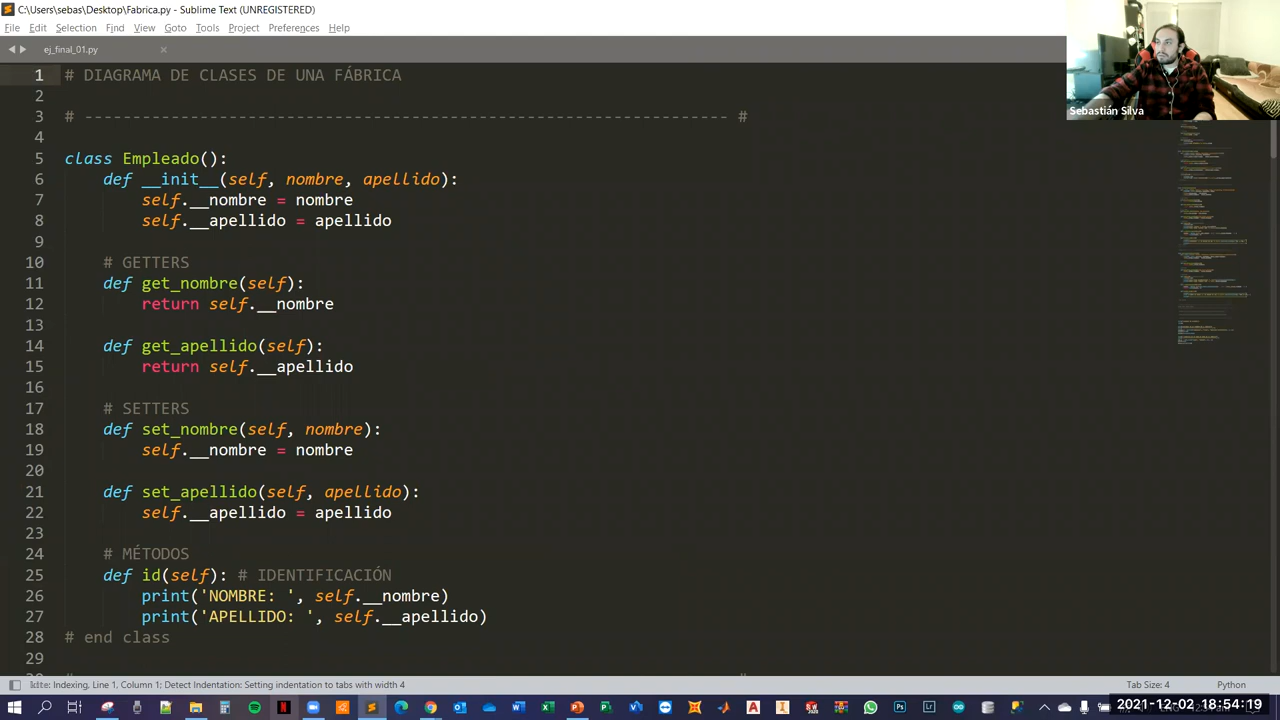 C:\Users\sebas\Desktop\Fabrica.py - Sublime Text (UNREGISTERED)
File Edit Selection Find View Goto Tools Project Preferences Help
ej_final_01.py
Sebastián Silva
1 # DIAGRAMA DE CLASES DE UNA FÁBRICA
2
3 # ------------------------------------------------------------------- #
4
5 class Empleado():
6 def __init__(self, nombre, apellido):
7 self.__nombre = nombre
8 self.__apellido = apellido
9
10 # GETTERS
11 def get_nombre(self):
12 return self.__nombre
13
14 def get_apellido(self):
15 return self.__apellido
16
17 # SETTERS
18 def set_nombre(self, nombre):
19 self.__nombre = nombre
20
21 def set_apellido(self, apellido):
22 self.__apellido = apellido
23
24 # MÉTODOS
25 def id(self): # IDENTIFICACIÓN
26 print('NOMBRE: ', self.__nombre)
27 print('APELLIDO: ', self.__apellido)
28 # end class
29
Indexing, Line 1, Column 1; Detect Indentation: Setting indentation to tabs with width 4
Tab Size: 4 Python
2021-12-02 18:54:19